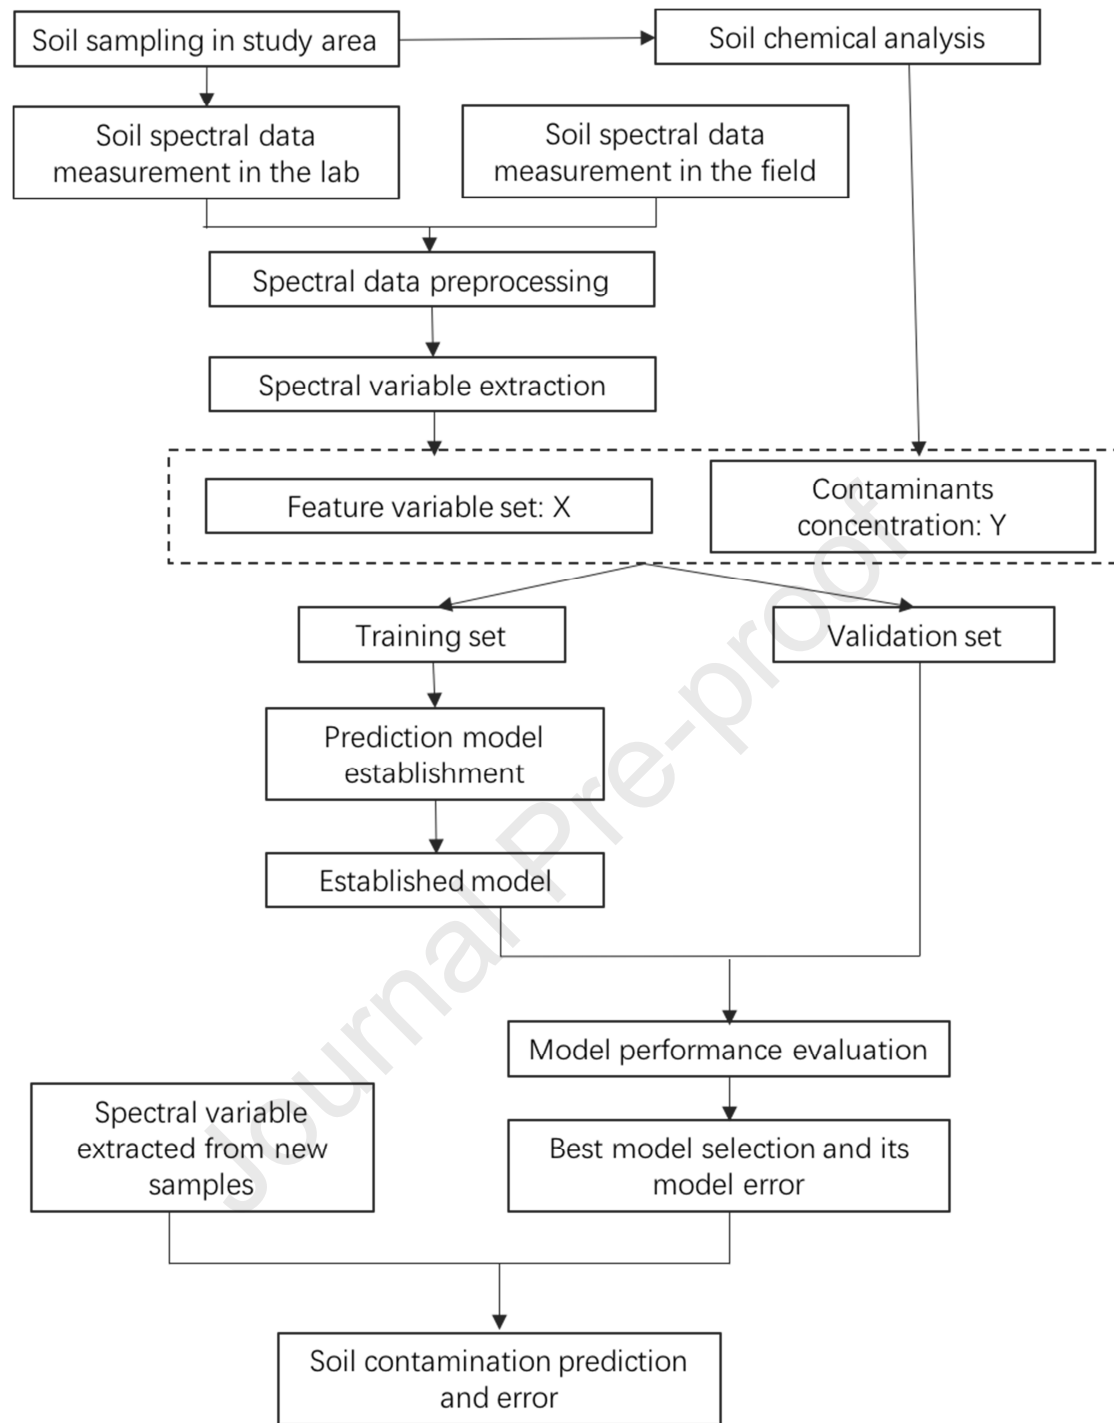 Soil sampling in study area
Soil chemical analysis
Soil spectral data
measurement in the lab
Soil spectral data
measurement in the field
Spectral data preprocessing
Spectral variable extraction
Feature variable set: X
Contaminants
concentration: Y
Training set
Validation set
Prediction model
establishment
Established model
Model performance evaluation
Spectral variable
extracted from new
samples
Best model selection and its
model error
Soil contamination prediction
and error
Journal Pre-proof